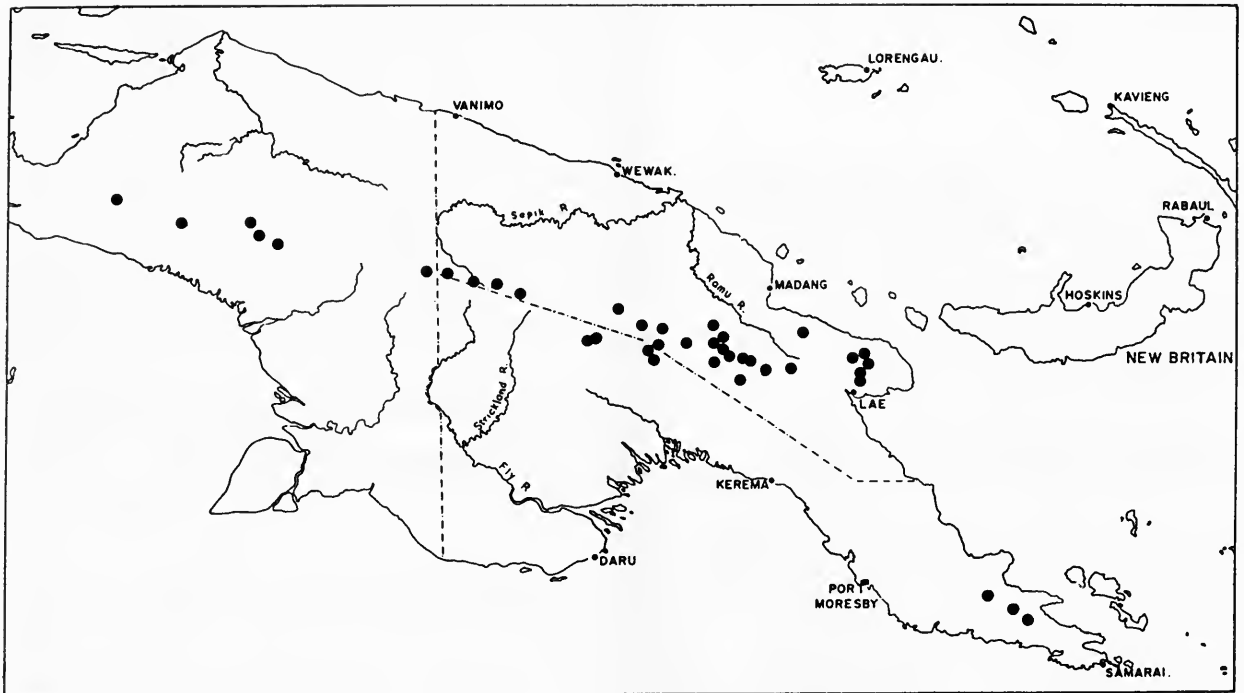 LORENGAU.
KAVIENG
VANIMO
WEWAK.
RABAUL
Sepik R.
Ramu R.
MADANG
HOSKINS
NEW BRITAIN
Strickland R.
LAE
Fly R.
KEREMA
DARU
PORT
MORESBY
SAMARAI.